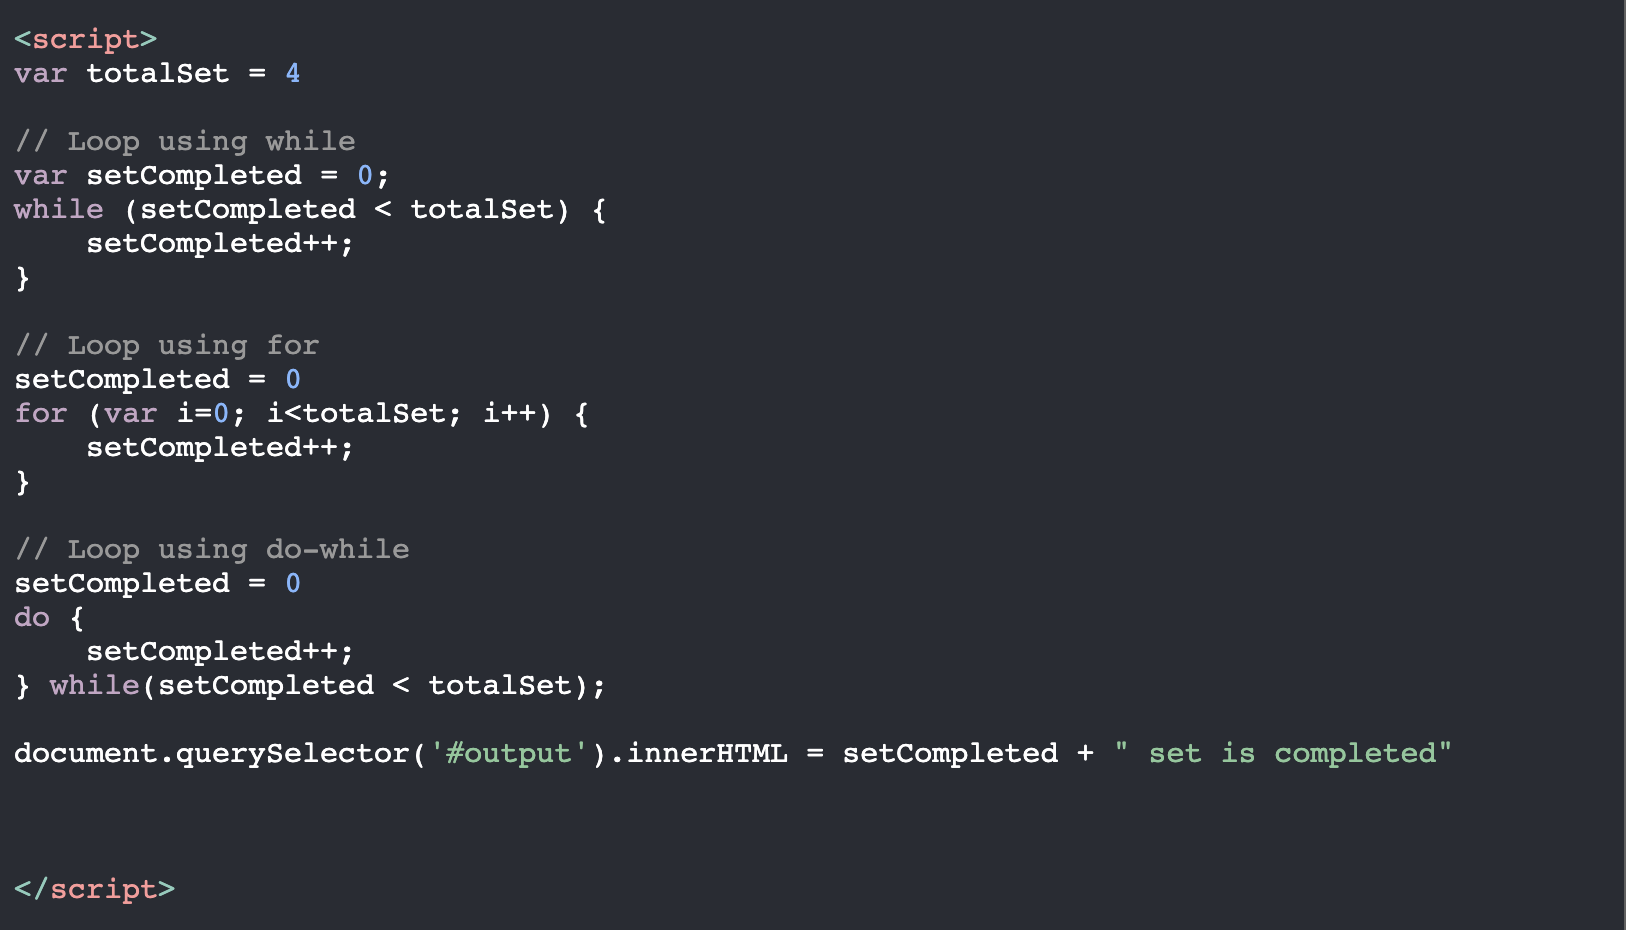 <script>
var totalSet = 4
// Loop using while
var setCompleted = 0;
while (setCompleted < totalSet) {
    setCompleted++;
}
// Loop using for
setCompleted = 0
for (var i=0; i<totalSet; i++) {
    setCompleted++;
}
// Loop using do-while
setCompleted = 0
do {
    setCompleted++;
} while(setCompleted < totalSet);
document.querySelector('#output').innerHTML = setCompleted + " set is completed"
</script>